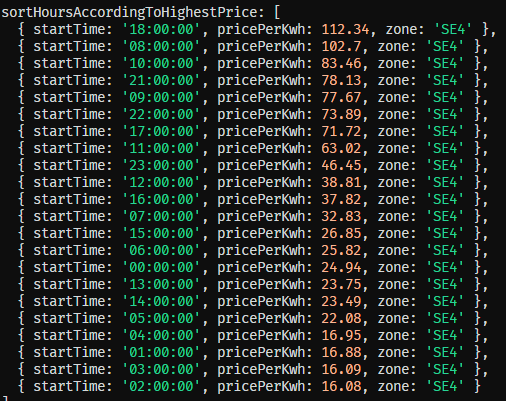 sortHoursAccordingToHighestPrice: [
{ startTime: '18:00:00', pricePerKwh: 112.34, zone: 'SE4' },
{ startTime: '08:00:00', pricePerKwh: 102.7, zone: 'SE4' },
{ startTime: '10:00:00', pricePerKwh: 83.46, zone: 'SE4' },
{ startTime: '21:00:00', pricePerKwh: 78.13, zone: 'SE4' },
{ startTime: '09:00:00', pricePerKwh: 77.67, zone: 'SE4' },
{ startTime: '22:00:00', pricePerKwh: 73.89, zone: 'SE4' },
{ startTime: '17:00:00', pricePerKwh: 71.72, zone: 'SE4' },
{ startTime: '11:00:00', pricePerKwh: 63.02, zone: 'SE4' },
{ startTime: '23:00:00', pricePerKwh: 46.45, zone: 'SE4' },
{ startTime: '12:00:00', pricePerKwh: 38.81, zone: 'SE4' },
{ startTime: '16:00:00', pricePerKwh: 37.82, zone: 'SE4' },
{ startTime: '07:00:00', pricePerKwh: 32.83, zone: 'SE4' },
{ startTime: '15:00:00', pricePerKwh: 26.85, zone: 'SE4' },
{ startTime: '06:00:00', pricePerKwh: 25.82, zone: 'SE4' },
{ startTime: '00:00:00', pricePerKwh: 24.94, zone: 'SE4' },
{ startTime: '13:00:00', pricePerKwh: 23.75, zone: 'SE4' },
{ startTime: '14:00:00', pricePerKwh: 23.49, zone: 'SE4' },
{ startTime: '05:00:00', pricePerKwh: 22.08, zone: 'SE4' },
{ startTime: '04:00:00', pricePerKwh: 16.95, zone: 'SE4' },
{ startTime: '01:00:00', pricePerKwh: 16.88, zone: 'SE4' },
{ startTime: '03:00:00', pricePerKwh: 16.09, zone: 'SE4' },
{ startTime: '02:00:00', pricePerKwh: 16.08, zone: 'SE4' }